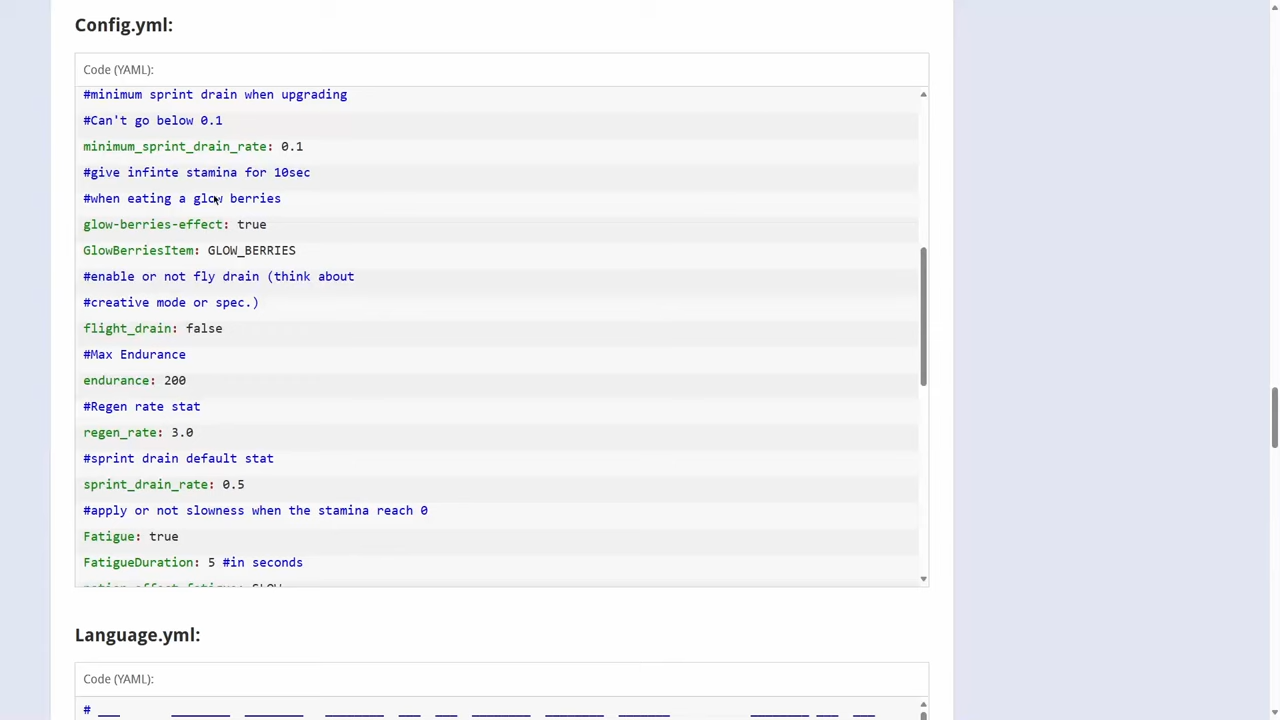 Config.yml:
Code (YAML):
#minimum sprint drain when upgrading
#Can't go below 0.1
minimum_sprint_drain_rate: 0.1
#give infinte stamina for 10sec
#when eating a glow berries
glow-berries-effect: true
GlowBerriesItem: GLOW_BERRIES
#enable or not fly drain (think about
#creative mode or spec.)
flight_drain: false
#Max Endurance
endurance: 200
#Regen rate stat
regen_rate: 3.0
#sprint drain default stat
sprint_drain_rate: 0.5
#apply or not slowness when the stamina reach 0
Fatigue: true
FatigueDuration: 5 #in seconds
Language.yml:
Code (YAML):